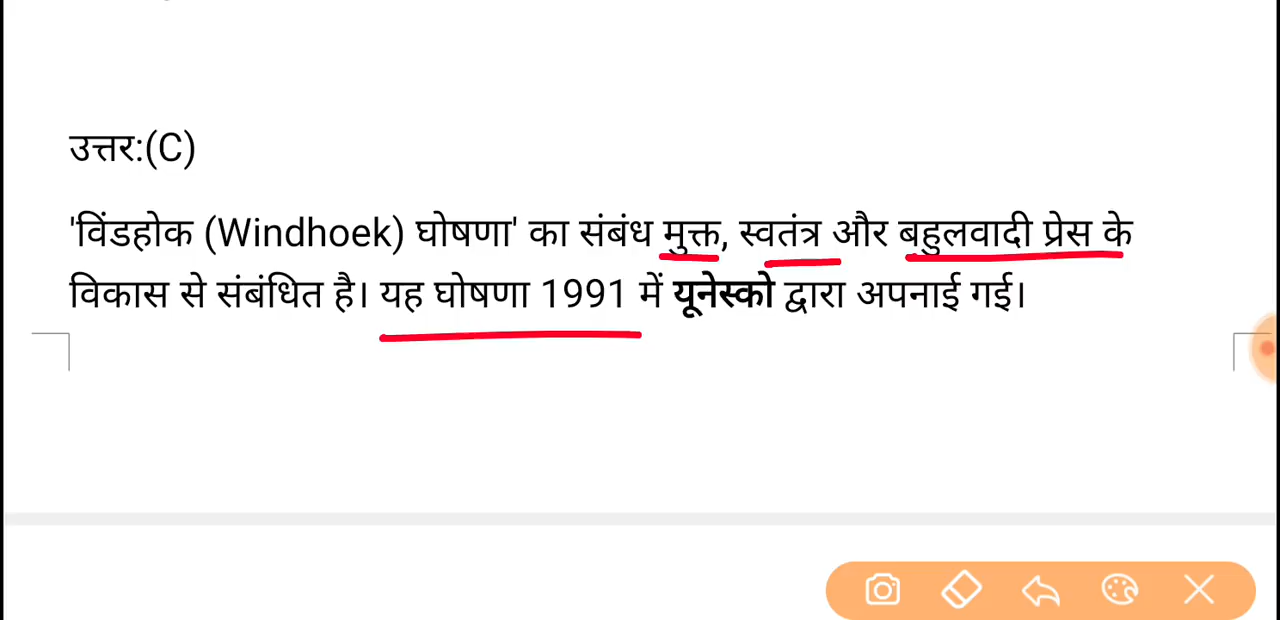 उत्तर:(C)
'विंडहोक (Windhoek) घोषणा' का संबंध मुक्त, स्वतंत्र और बहुलवादी प्रेस के
विकास से संबंधित है। यह घोषणा 1991 में यूनेस्को द्वारा अपनाई गई।